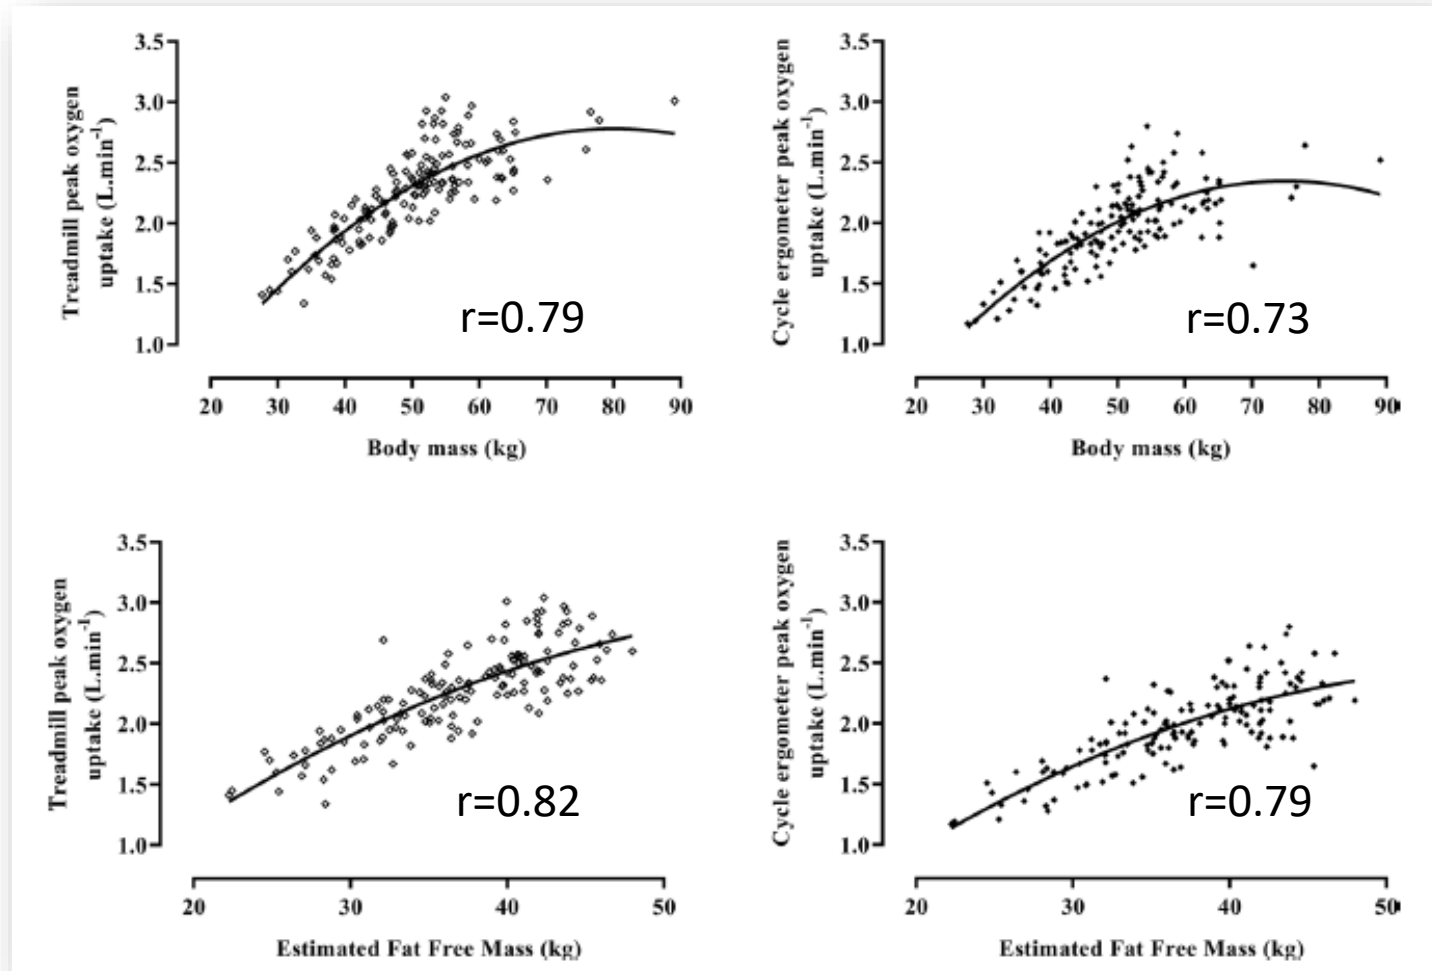 Treadmill peak oxygen
uptake (L.min-1)
3.5
3.0
2.5
2.0
1.5
1.0
r=0.79
20 30 40 50 60 70 80 90
Body mass (kg)
Cycle ergometer peak oxygen
uptake (L.min-1)
3.5
3.0
2.5
2.0
1.5
1.0
r=0.73
20 30 40 50 60 70 80 90
Body mass (kg)
Treadmill peak oxygen
uptake (L.min-1)
3.5
3.0
2.5
2.0
1.5
1.0
r=0.82
20 30 40 50
Estimated Fat Free Mass (kg)
Cycle ergometer peak oxygen
uptake (L.min-1)
3.5
3.0
2.5
2.0
1.5
1.0
r=0.79
20 30 40 50
Estimated Fat Free Mass (kg)